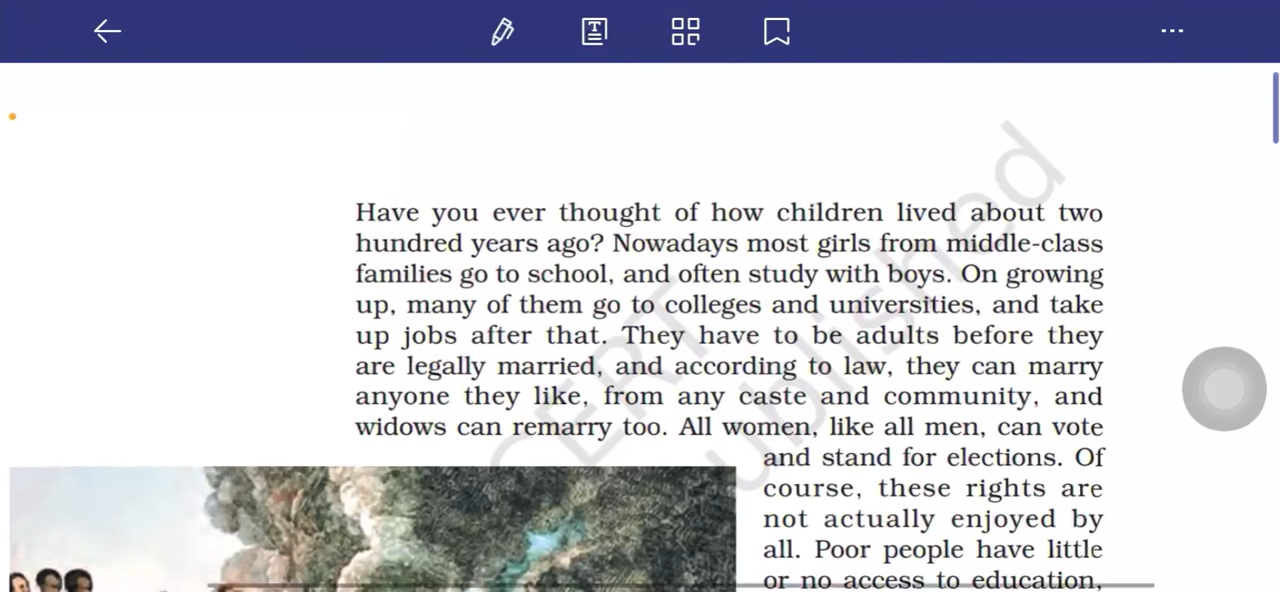 Have you ever thought of how children lived about two
hundred years ago? Nowadays most girls from middle-class
families go to school, and often study with boys. On growing
up, many of them go to colleges and universities, and take
up jobs after that. They have to be adults before they
are legally married, and according to law, they can marry
anyone they like, from any caste and community, and
widows can remarry too. All women, like all men, can vote
and stand for elections. Of
course, these rights are
not actually enjoyed by
all. Poor people have little
or no access to education,